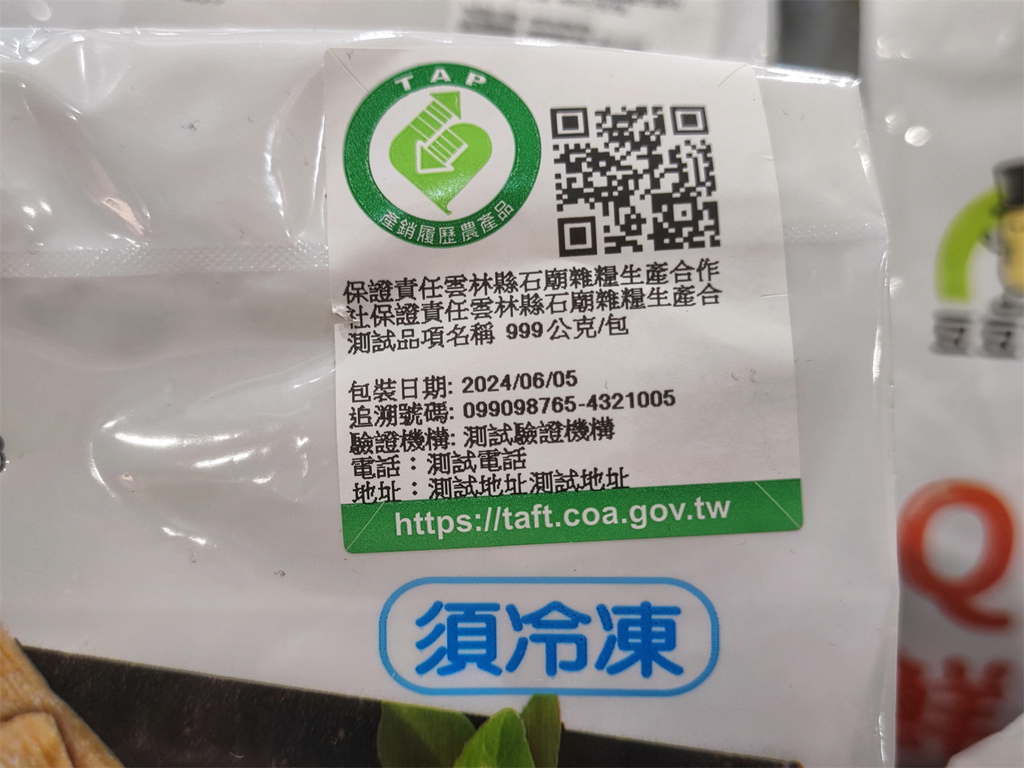 TAP
產銷履歷農產品
保證責任雲林縣石廟雜糧生產合作
社保證責任雲林縣石廟雜糧生產合
測試品項名稱 999公克/包
包裝日期: 2024/06/05
追溯號碼: 099098765-4321005
驗證機構: 測試驗證機構
電話：測試電話
地址：測試地址測試地址
https://taft.coa.gov.tw
須冷凍
Q